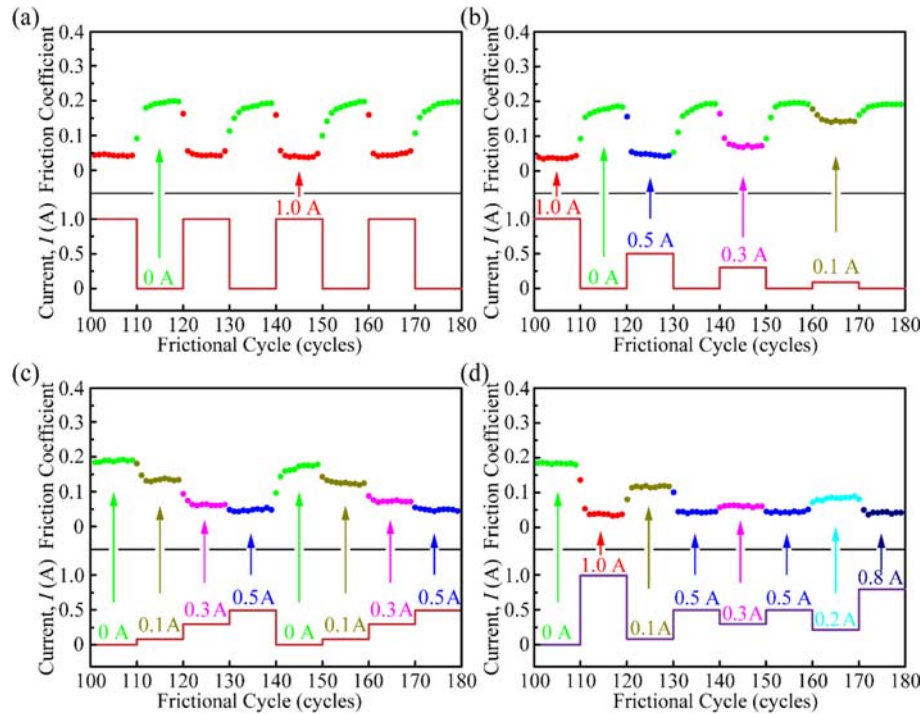 (a)
Friction Coefficient
0.4
0.3
0.2
0.1
0
Current, I (A)
1.0
0.5
0
1.0 A
0 A
100 110 120 130 140 150 160 170 180
Frictional Cycle (cycles)
(b)
Friction Coefficient
0.4
0.3
0.2
0.1
0
Current, I (A)
1.0
0.5
0
1.0 A
0 A
0.5 A
0.3 A
0.1 A
100 110 120 130 140 150 160 170 180
Frictional Cycle (cycles)
(c)
Friction Coefficient
0.4
0.3
0.2
0.1
0
Current, I (A)
1.0
0.5
0
0 A
0.1 A
0.3 A
0.5 A
0 A
0.1 A
0.3 A
0.5 A
100 110 120 130 140 150 160 170 180
Frictional Cycle (cycles)
(d)
Friction Coefficient
0.4
0.3
0.2
0.1
0
Current, I (A)
1.0
0.5
0
0 A
1.0 A
0.1 A
0.5 A
0.3 A
0.5 A
0.2 A
0.8 A
100 110 120 130 140 150 160 170 180
Frictional Cycle (cycles)